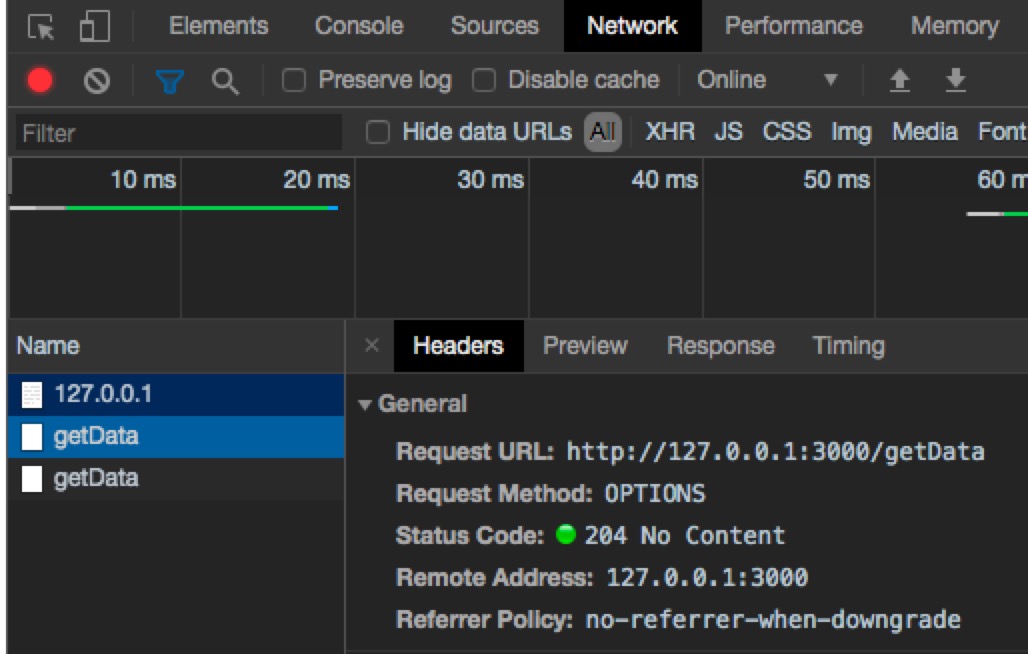 Elements Console Sources Network Performance Memory
Preserve log Disable cache Online
Filter Hide data URLs All XHR JS CSS Img Media Font
10 ms 20 ms 30 ms 40 ms 50 ms 60 m
Name Headers Preview Response Timing
127.0.0.1 General
getData Request URL: http://127.0.0.1:3000/getData
getData Request Method: OPTIONS
Status Code: 204 No Content
Remote Address: 127.0.0.1:3000
Referrer Policy: no-referrer-when-downgrade